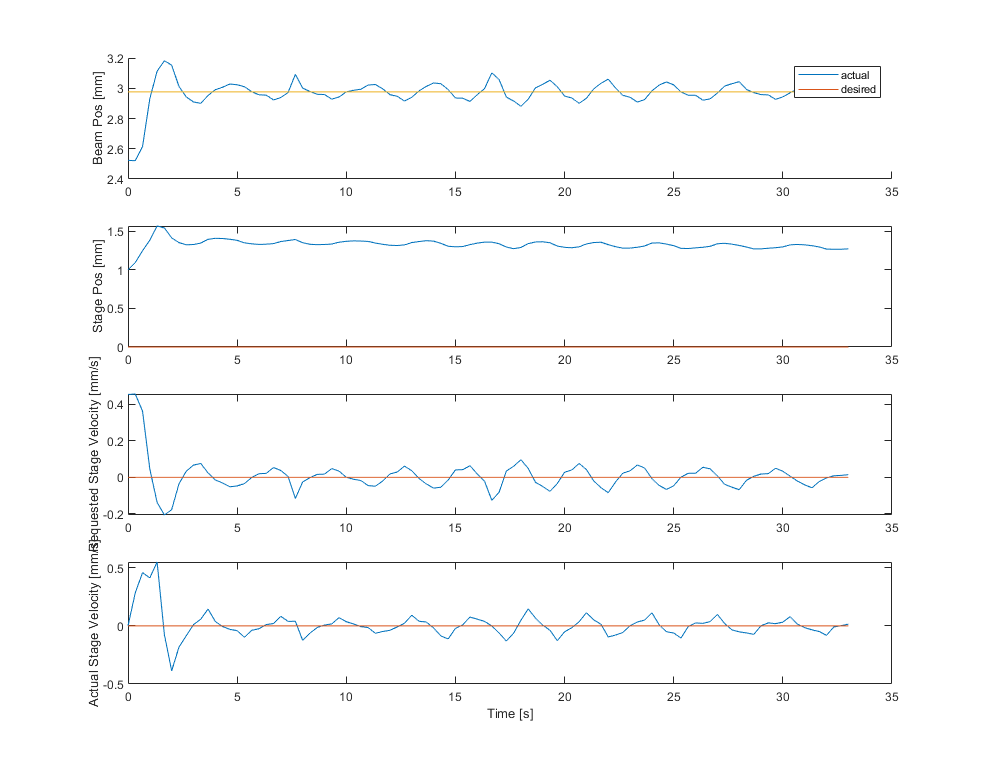 3.2
3
2.8
2.6
2.4
Beam Pos [mm]
actual
desired
0 5 10 15 20 25 30 35
1.5
1
0.5
0
Stage Pos [mm]
0 5 10 15 20 25 30 35
0.4
0.2
0
-0.2
Requested Stage Velocity [mm/s]
0 5 10 15 20 25 30 35
0.5
0
-0.5
Actual Stage Velocity [mm/s]
0 5 10 15 20 25 30 35
Time [s]